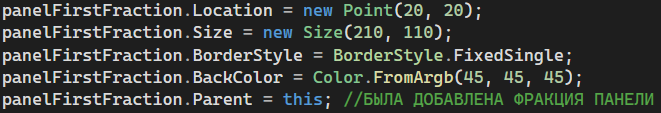 panelFirstFraction.Location = new Point(20, 20);
panelFirstFraction.Size = new Size(210, 110);
panelFirstFraction.BorderStyle = BorderStyle.FixedSingle;
panelFirstFraction.BackColor = Color.FromArgb(45, 45, 45);
panelFirstFraction.Parent = this; //БЫЛА ДОБАВЛЕНА ФРАКЦИЯ ПАНЕЛИ